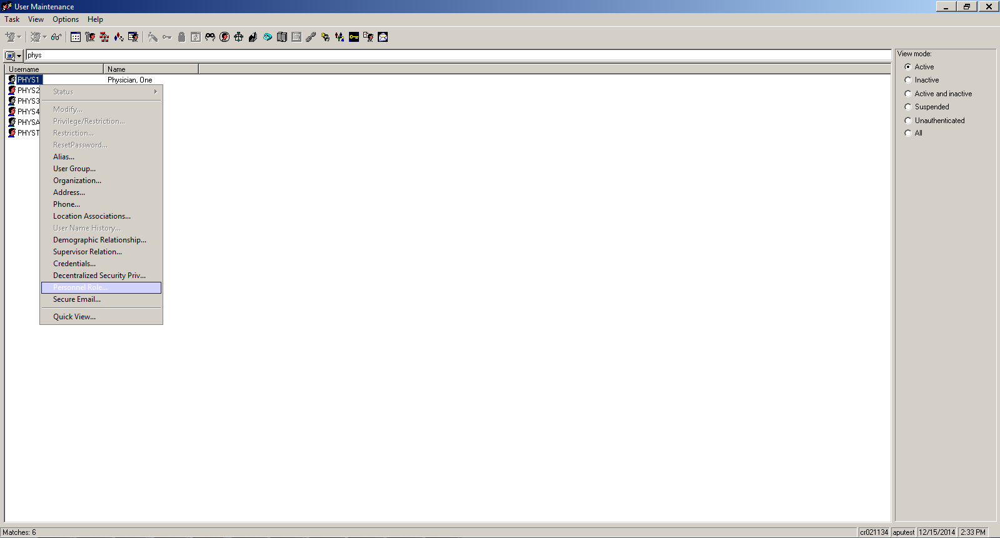 User Maintenance
Task View Options Help
phys
View mode:
Username Name
Active
PHYS1 Physician, One
Inactive
PHYS2
Status
Active and inactive
PHYS3
Modify...
Suspended
PHYS4
Privilege/Restriction...
Unauthenticated
PHYSA
Restriction...
All
PHYST
ResetPassword...
Alias...
User Group...
Organization...
Address...
Phone...
Location Associations...
User Name History...
Demographic Relationship...
Supervisor Relation...
Credentials...
Decentralized Security Priv...
Personnel Role...
Secure Email...
Quick View...
Matches: 6 cr021134 aputest 12/15/2014 2:33 PM